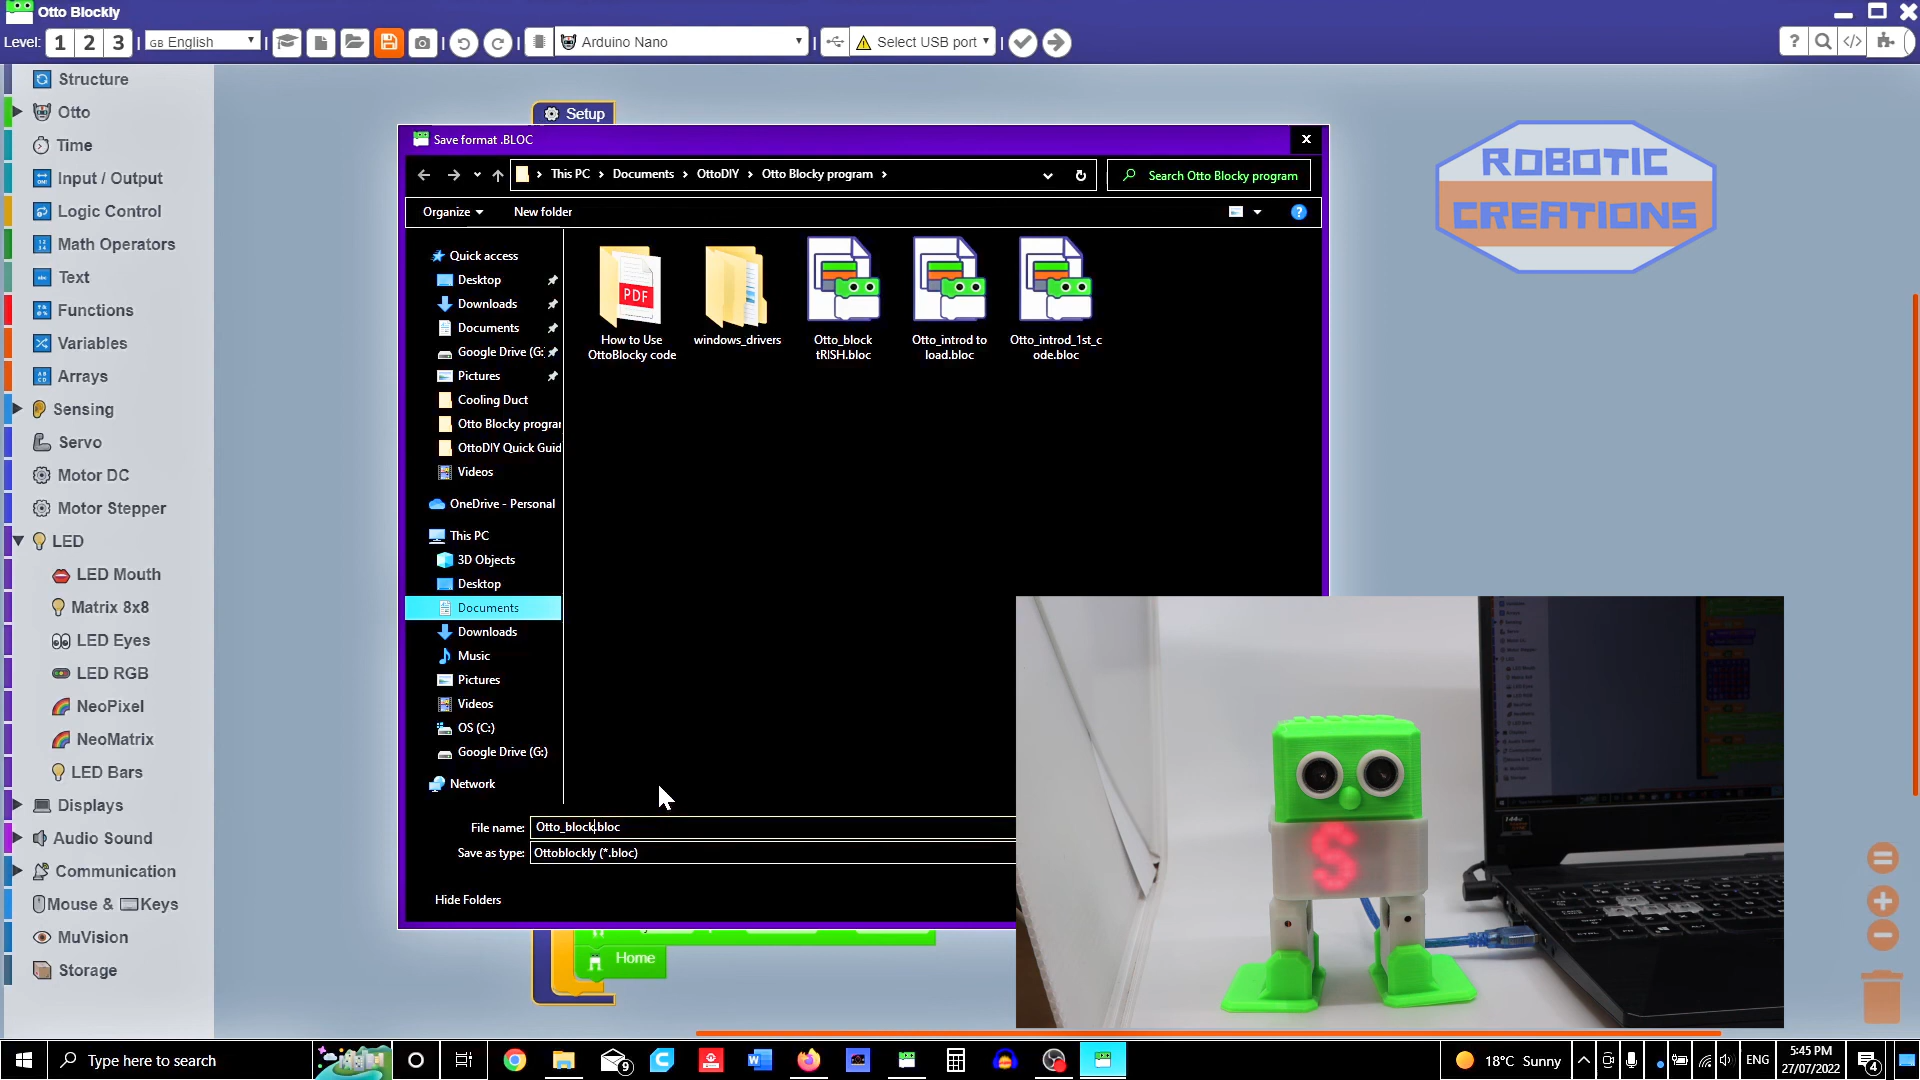 Otto Blockly
Level: 1 2 3 GB English Arduino Nano Select USB port
Structure
Otto
Time
Input / Output
Logic Control
Math Operators
Text
Functions
Variables
Arrays
Sensing
Servo
Motor DC
Motor Stepper
LED
LED Mouth
Matrix 8x8
LED Eyes
LED RGB
NeoPixel
NeoMatrix
LED Bars
Displays
Audio Sound
Communication
Mouse & Keys
MuVision
Storage
Setup
Save format .BLOC
This PC > Documents > OttoDIY > Otto Blocky program >
Search Otto Blocky program
Organize
New folder
Quick access
Desktop
Downloads
Documents
Google Drive (G:
Pictures
Cooling Duct
Otto Blocky progra
OttoDIY Quick Guid
Videos
OneDrive - Personal
This PC
3D Objects
Desktop
Documents
Downloads
Music
Pictures
Videos
OS (C:)
Google Drive (G:)
Network
PDF
How to Use
OttoBlocky code
windows_drivers
Otto_block
tRISH.bloc
Otto_introd to
load.bloc
Otto_introd_1st_c
ode.bloc
File name: Otto_block.bloc
Save as type: Ottoblockly (*.bloc)
Hide Folders
Home
ROBOTIC
CREATIONS
S
Type here to search
9
18°C Sunny
ENG
5:45 PM
27/07/2022
4